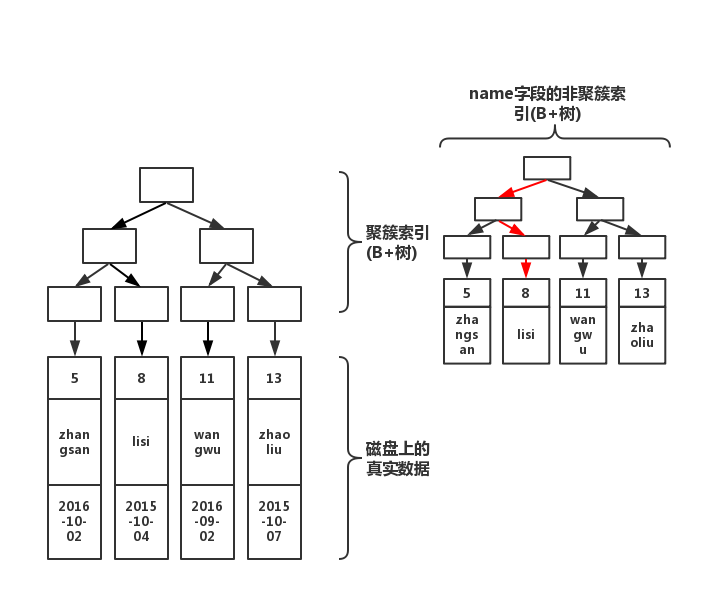 name字段的非聚簇索
引(B+树)
聚簇索引
(B+树)
5
8
11
13
zha
ngs
an
lisi
wan
gw
u
zha
oliu
5
8
11
13
zhan
gsan
lisi
wan
gwu
zhao
liu
2016
-10-
02
2015
-10-
04
2016
-09-
02
2015
-10-
07
磁盘上的
真实数据